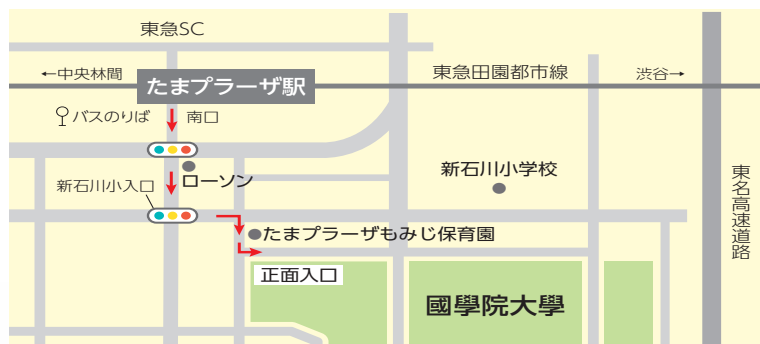 東急SC
←中央林間
たまプラーザ駅
東急田園都市線
渋谷→
バスのりば
南口
ローソン
新石川小学校
新石川小入口
東名高速道路
たまプラーザもみじ保育園
正面入口
國學院大學